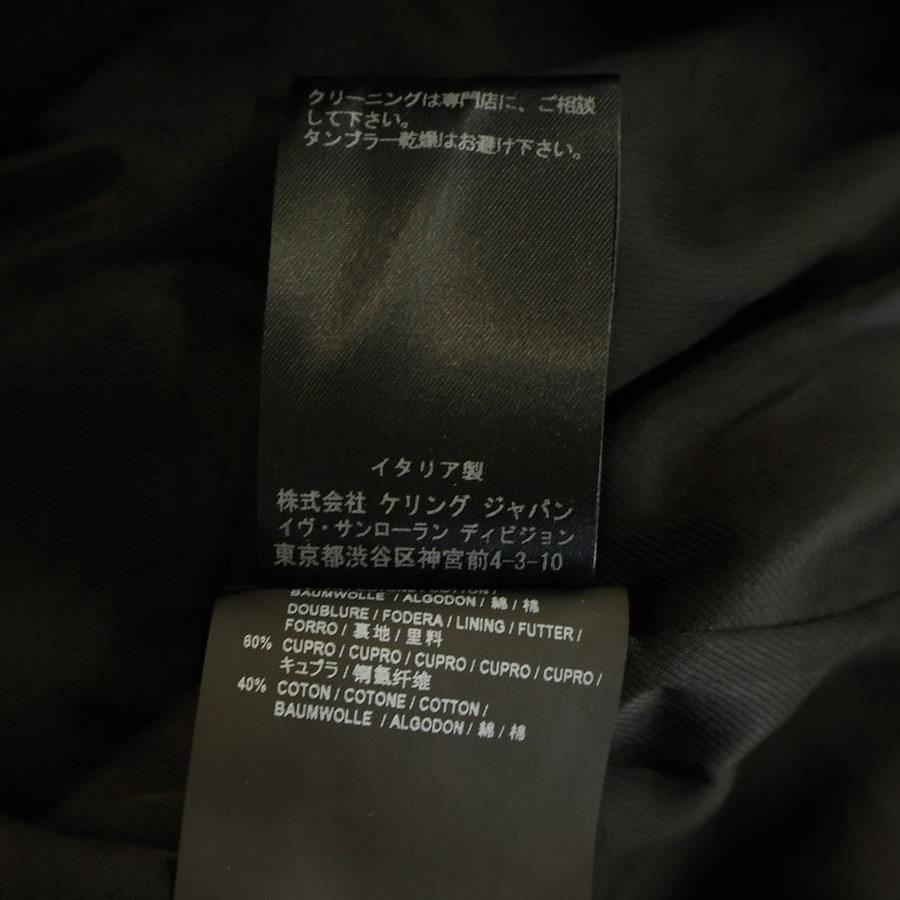 クリーニングは専門店に、ご相談
して下さい。
タンブラー乾燥はお避け下さい。
イタリア製
株式会社 ケリング ジャパン
イヴ・サンローラン ディビジョン
東京都渋谷区神宮前4-3-10
BAUMWOLLE / ALGODON / 綿 / 棉
DOUBLURE / FODERA / LINING / FUTTER /
FORRO / 裏地 / 里料
60% CUPRO / CUPRO / CUPRO / CUPRO / CUPRO /
キュプラ / 铜氨纤维
40% COTON / COTONE / COTTON /
BAUMWOLLE / ALGODON / 綿 / 棉